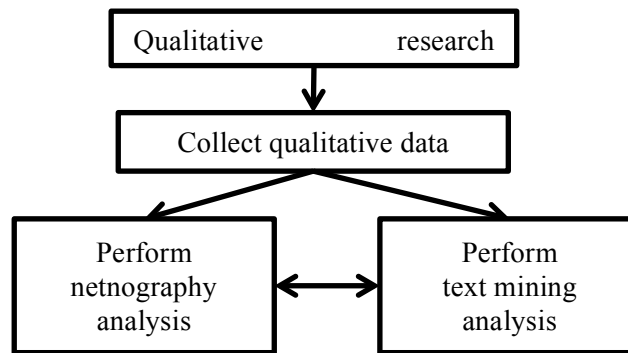 Qualitative research
Collect qualitative data
Perform
netnography
analysis
Perform
text mining
analysis